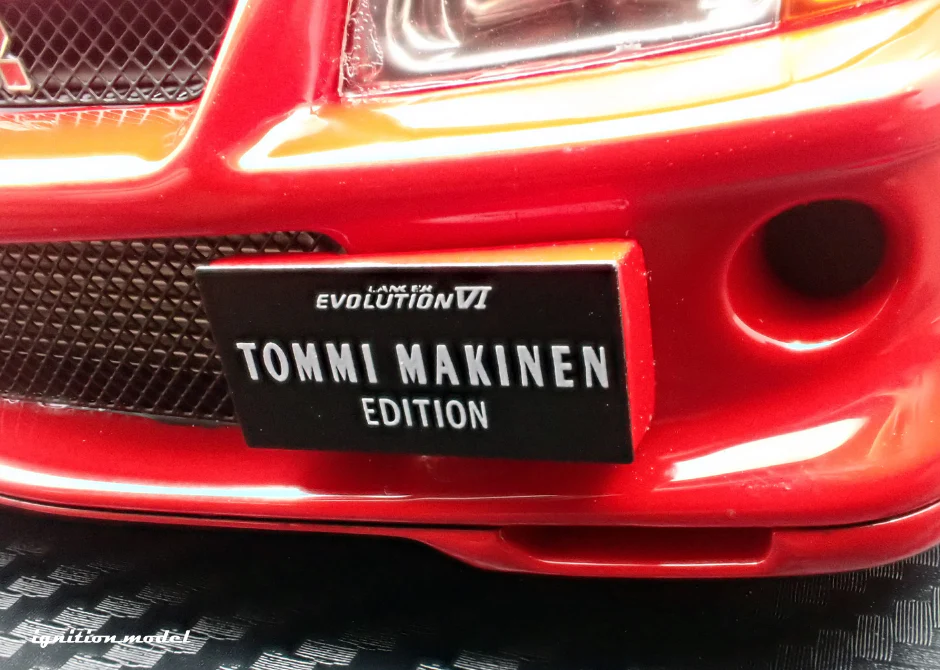 LANCER
EVOLUTION VI
TOMMI MAKINEN
EDITION
ignition model